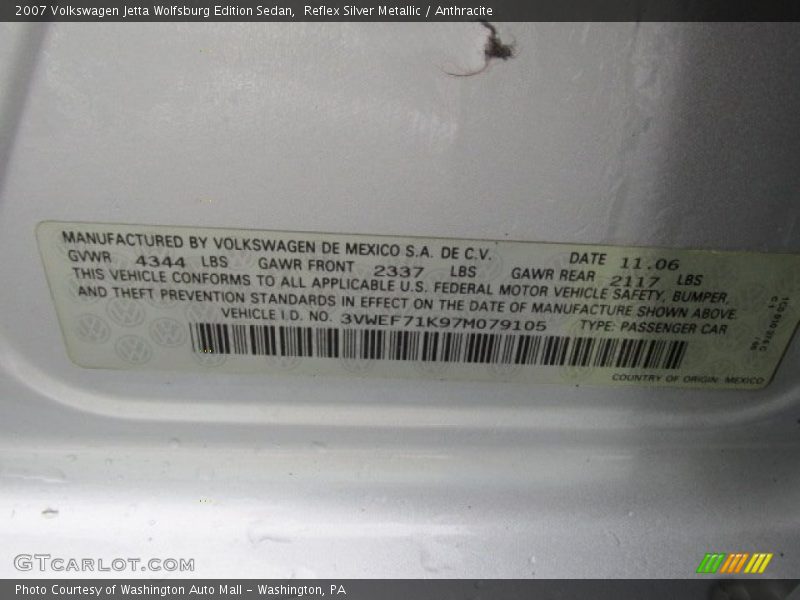 2007 Volkswagen Jetta Wolfsburg Edition Sedan,  Reflex Silver Metallic / Anthracite
MANUFACTURED BY VOLKSWAGEN DE MEXICO S.A. DE C.V. DATE 11.06
GVWR 4344 LBS GAWR FRONT 2337 LBS GAWR REAR 2117 LBS
THIS VEHICLE CONFORMS TO ALL APPLICABLE U.S. FEDERAL MOTOR VEHICLE SAFETY, BUMPER,
AND THEFT PREVENTION STANDARDS IN EFFECT ON THE DATE OF MANUFACTURE SHOWN ABOVE.
VEHICLE I.D. NO. 3VWEF71K97M079105 TYPE: PASSENGER CAR
COUNTRY OF ORIGIN: MEXICO
GTcarlot.com
Photo Courtesy of Washington Auto Mall – Washington, PA